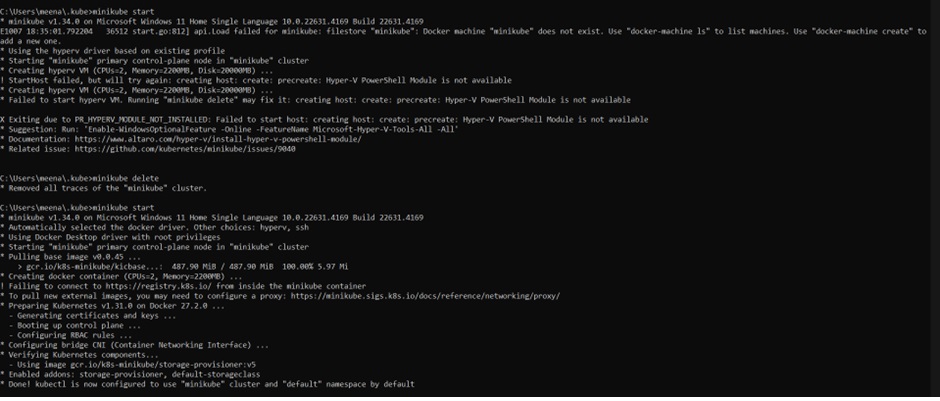 C:\Users\meena\.kube>minikube start
* minikube v1.34.0 on Microsoft Windows 11 Home Single Language 10.0.22631.4169 Build 22631.4169
E1007 18:35:01.792204   36512 start.go:812] api.Load failed for minikube: filestore "minikube": Docker machine "minikube" does not exist. Use "docker-machine ls" to list machines. Use "docker-machine create" to
add a new one.
* Using the hyperv driver based on existing profile
* Starting "minikube" primary control-plane node in "minikube" cluster
* Creating hyperv VM (CPUs=2, Memory=2200MB, Disk=20000MB) ...
! StartHost failed, but will try again: creating host: create: precreate: Hyper-V PowerShell Module is not available
* Creating hyperv VM (CPUs=2, Memory=2200MB, Disk=20000MB) ...
* Failed to start hyperv VM. Running "minikube delete" may fix it: creating host: create: precreate: Hyper-V PowerShell Module is not available
X Exiting due to PR_HYPERV_MODULE_NOT_INSTALLED: Failed to start host: creating host: create: precreate: Hyper-V PowerShell Module is not available
* Suggestion: Run: 'Enable-WindowsOptionalFeature -Online -FeatureName Microsoft-Hyper-V-Tools-All -All'
* Documentation: https://www.altaro.com/hyper-v/install-hyper-v-powershell-module/
* Related issue: https://github.com/kubernetes/minikube/issues/9040
C:\Users\meena\.kube>minikube delete
* Removed all traces of the "minikube" cluster.
C:\Users\meena\.kube>minikube start
* minikube v1.34.0 on Microsoft Windows 11 Home Single Language 10.0.22631.4169 Build 22631.4169
* Automatically selected the docker driver. Other choices: hyperv, ssh
* Using Docker Desktop driver with root privileges
* Starting "minikube" primary control-plane node in "minikube" cluster
* Pulling base image v0.0.45 ...
> gcr.io/k8s-minikube/kicbase...:  487.90 MiB / 487.90 MiB  100.00% 5.97 Mi
* Creating docker container (CPUs=2, Memory=2200MB) ...
! Failing to connect to https://registry.k8s.io/ from inside the minikube container
* To pull new external images, you may need to configure a proxy: https://minikube.sigs.k8s.io/docs/reference/networking/proxy/
* Preparing Kubernetes v1.31.0 on Docker 27.2.0 ...
- Generating certificates and keys ...
- Booting up control plane ...
- Configuring RBAC rules ...
* Configuring bridge CNI (Container Networking Interface) ...
* Verifying Kubernetes components...
- Using image gcr.io/k8s-minikube/storage-provisioner:v5
* Enabled addons: storage-provisioner, default-storageclass
* Done! kubectl is now configured to use "minikube" cluster and "default" namespace by default